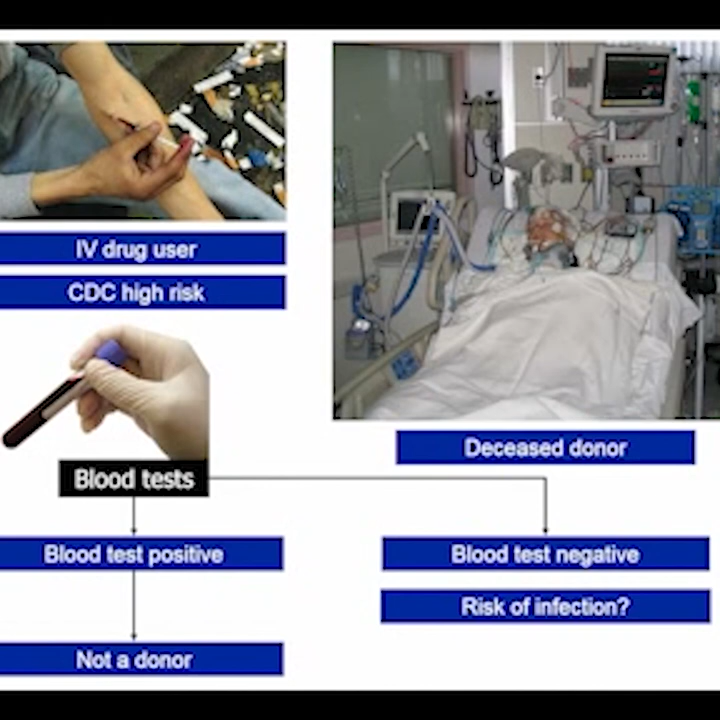 IV drug user
CDC high risk
Deceased donor
Blood tests
Blood test positive
Blood test negative
Risk of infection?
Not a donor